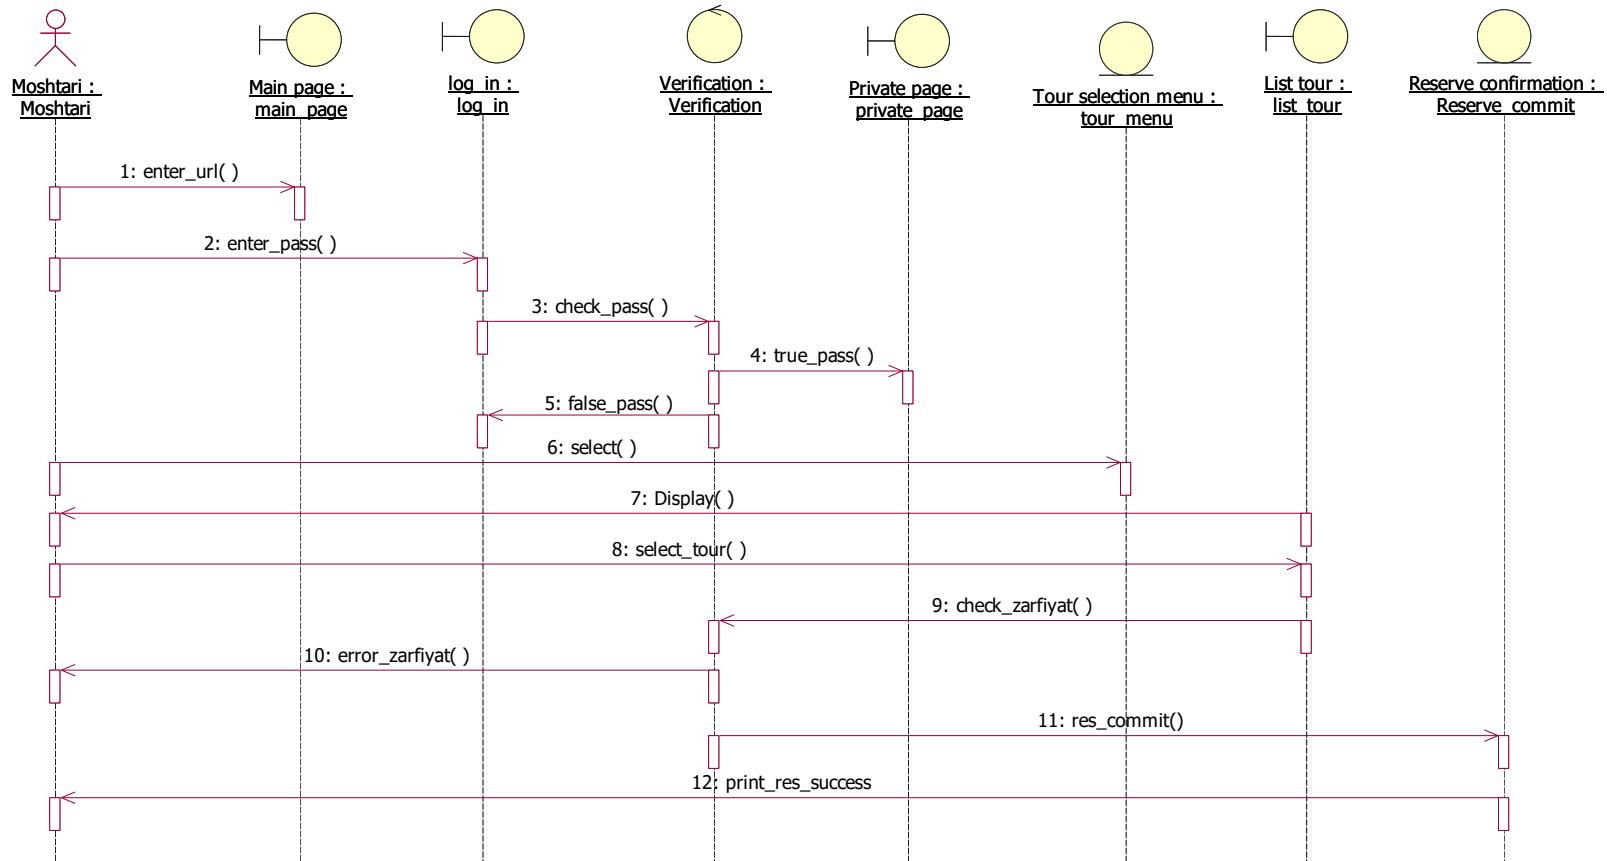 Moshtari :
Moshtari
Main page :
main_page
log_in :
log_in
Verification :
Verification
Private page :
private_page
Tour selection menu :
tour_menu
List tour :
list_tour
Reserve confirmation :
Reserve_commit
1: enter_url( )
2: enter_pass( )
3: check_pass( )
4: true_pass( )
5: false_pass( )
6: select( )
7: Display( )
8: select_tour( )
9: check_zarfiyat( )
10: error_zarfiyat( )
11: res_commit()
12: print_res_success